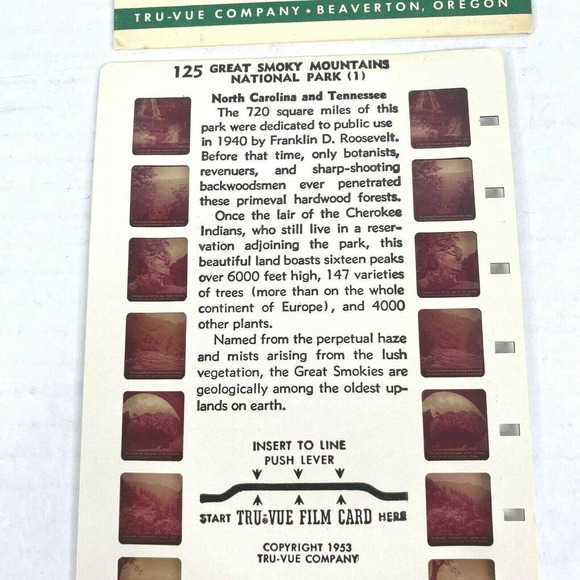 TRU-VUE COMPANY • BEAVERTON, OREGON
125 GREAT SMOKY MOUNTAINS
NATIONAL PARK (1)
North Carolina and Tennessee
The 720 square miles of this
park were dedicated to public use
in 1940 by Franklin D. Roosevelt.
Before that time, only botanists,
revenuers, and sharp-shooting
backwoodsmen ever penetrated
these primeval hardwood forests.
Once the lair of the Cherokee
Indians, who still live in a reser-
vation adjoining the park, this
beautiful land boasts sixteen peaks
over 6000 feet high, 147 varieties
of trees (more than on the whole
continent of Europe), and 4000
other plants.
Named from the perpetual haze
and mists arising from the lush
vegetation, the Great Smokies are
geologically among the oldest up-
lands on earth.
INSERT TO LINE
PUSH LEVER
START TRU-VUE FILM CARD HERE
COPYRIGHT 1953
TRU-VUE COMPANY